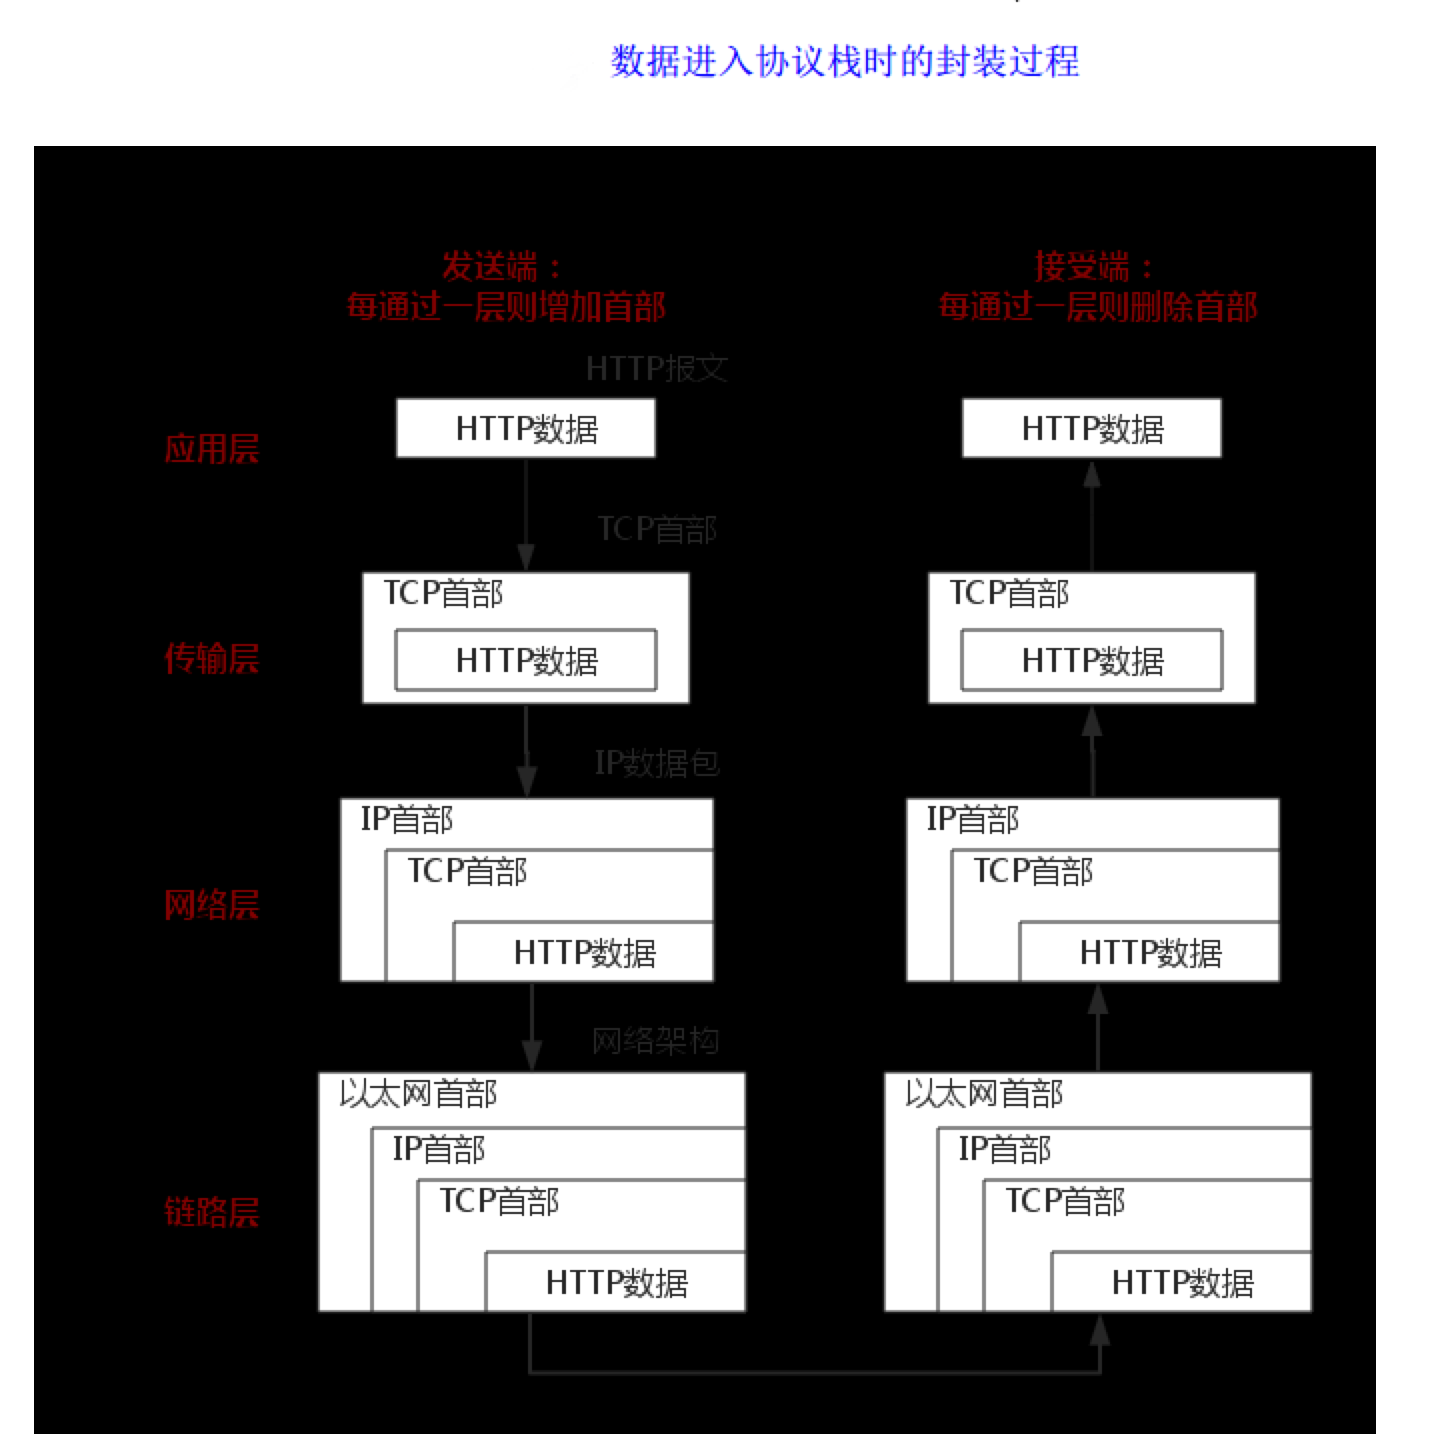 数据进入协议栈时的封装过程
发送端：
每通过一层则增加首部
接受端：
每通过一层则删除首部
HTTP报文
应用层
HTTP数据
HTTP数据
TCP首部
传输层
TCP首部
HTTP数据
TCP首部
HTTP数据
IP数据包
网络层
IP首部
TCP首部
HTTP数据
IP首部
TCP首部
HTTP数据
网络架构
链路层
以太网首部
IP首部
TCP首部
HTTP数据
以太网首部
IP首部
TCP首部
HTTP数据